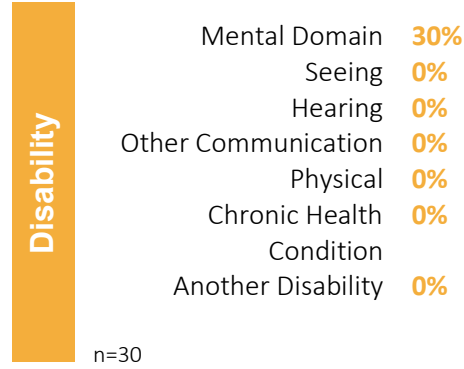 Disability
Mental Domain 30%
Seeing 0%
Hearing 0%
Other Communication 0%
Physical 0%
Chronic Health 0%
Condition
Another Disability 0%
n=30